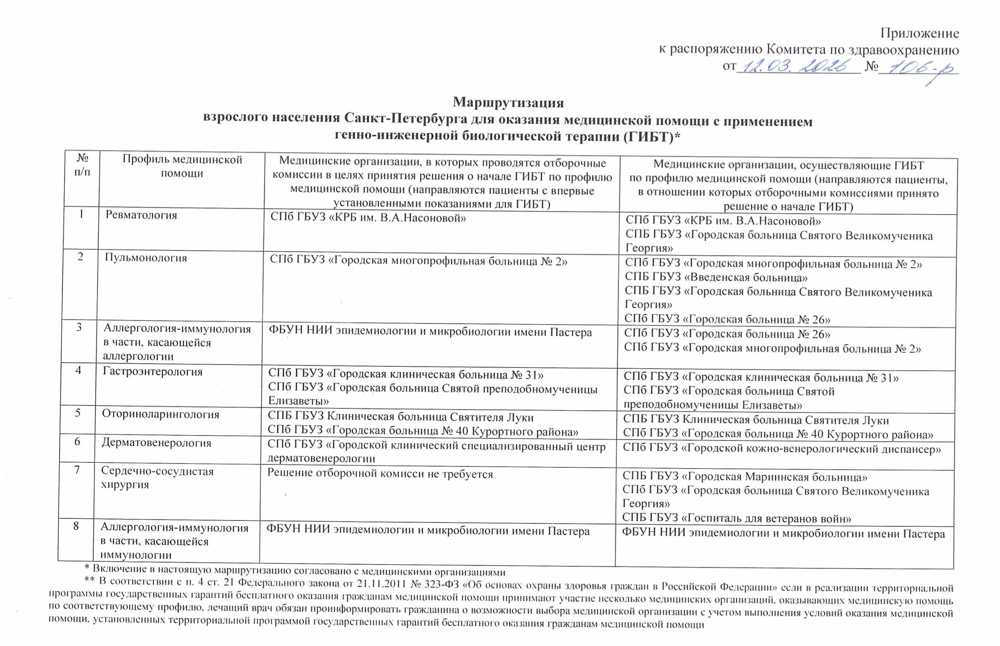 Приложение
к распоряжению Комитета по здравоохранению
от 12.03.2026 № 106-р
Маршрутизация
взрослого населения Санкт-Петербурга для оказания медицинской помощи с применением
генно-инженерной биологической терапии (ГИБТ)*
№
п/п
Профиль медицинской
помощи
Медицинские организации, в которых проводятся отборочные
комиссии в целях принятия решения о начале ГИБТ по профилю
медицинской помощи (направляются пациенты с впервые
установленными показаниями для ГИБТ)
Медицинские организации, осуществляющие ГИБТ
по профилю медицинской помощи (направляются пациенты,
в отношении которых отборочными комиссиями принято
решение о начале ГИБТ)
1
Ревматология
СПб ГБУЗ «КРБ им. В.А.Насоновой»
СПб ГБУЗ «КРБ им. В.А.Насоновой»
СПБ ГБУЗ «Городская больница Святого Великомученика
Георгия»
2
Пульмонология
СПб ГБУЗ «Городская многопрофильная больница № 2»
СПб ГБУЗ «Городская многопрофильная больница № 2»
СПБ ГБУЗ «Введенская больница»
СПБ ГБУЗ «Городская больница Святого Великомученика
Георгия»
СПб ГБУЗ «Городская больница № 26»
3
Аллергология-иммунология
в части, касающейся
аллергологии
ФБУН НИИ эпидемиологии и микробиологии имени Пастера
СПб ГБУЗ «Городская больница № 26»
СПб ГБУЗ «Городская многопрофильная больница № 2»
4
Гастроэнтерология
СПб ГБУЗ «Городская клиническая больница № 31»
СПб ГБУЗ «Городская больница Святой преподобномученицы
Елизаветы»
СПб ГБУЗ «Городская клиническая больница № 31»
СПб ГБУЗ «Городская больница Святой
преподобномученицы Елизаветы»
5
Оториноларингология
СПБ ГБУЗ Клиническая больница Святителя Луки
СПб ГБУЗ «Городская больница № 40 Курортного района»
СПБ ГБУЗ Клиническая больница Святителя Луки
СПб ГБУЗ «Городская больница № 40 Курортного района»
6
Дерматовенерология
СПб ГБУЗ «Городской клинический специализированный центр
дерматовенерологии
СПб ГБУЗ «Городской кожно-венерологический диспансер»
7
Сердечно-сосудистая
хирургия
Решение отборочной комисси не требуется
СПБ ГБУЗ «Городская Мариинская больница»
СПб ГБУЗ «Городская больница Святого Великомученика
Георгия»
СПБ ГБУЗ «Госпиталь для ветеранов войн»
8
Аллергология-иммунология
в части, касающейся
иммунологии
ФБУН НИИ эпидемиологии и микробиологии имени Пастера
ФБУН НИИ эпидемиологии и микробиологии имени Пастера
* Включение в настоящую маршрутизацию согласовано с медицинскими организациями
** В соответствии с п. 4 ст. 21 Федерального закона от 21.11.2011 № 323-ФЗ «Об основах охраны здоровья граждан в Российской Федерации» если в реализации территориальной
программы государственных гарантий бесплатного оказания гражданам медицинской помощи принимают участие несколько медицинских организаций, оказывающих медицинскую помощь
по соответствующему профилю, лечащий врач обязан проинформировать гражданина о возможности выбора медицинской организации с учетом выполнения условий оказания медицинской
помощи, установленных территориальной программой государственных гарантий бесплатного оказания гражданам медицинской помощи